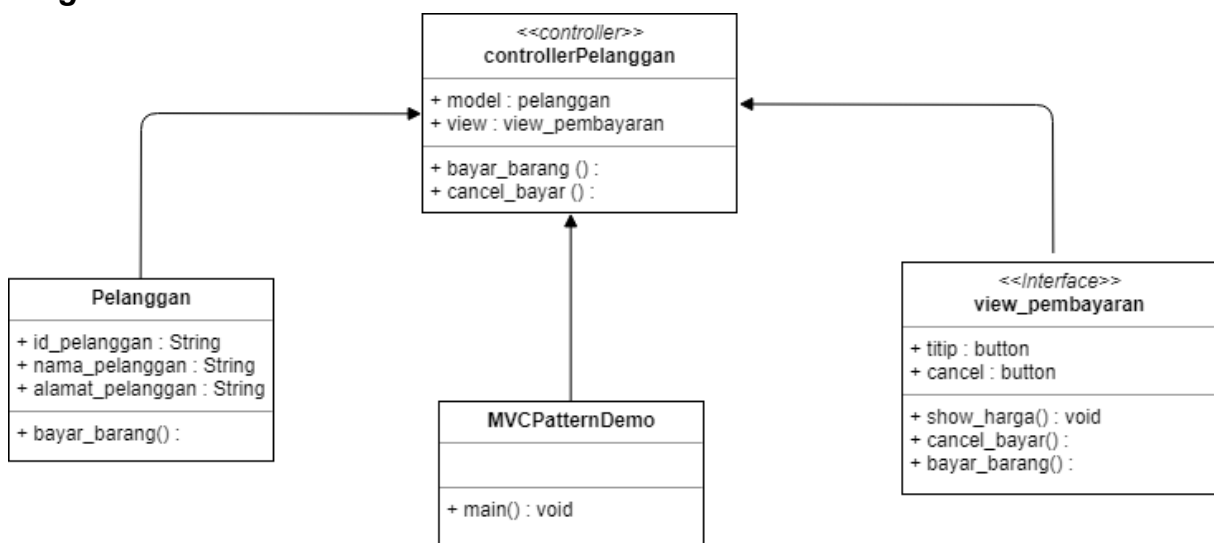 <<controller>>
controllerPelanggan
+ model : pelanggan
+ view : view_pembayaran
+ bayar_barang () :
+ cancel_bayar () :
Pelanggan
+ id_pelanggan : String
+ nama_pelanggan : String
+ alamat_pelanggan : String
+ bayar_barang() :
MVCPatternDemo
+ main() : void
<<Interface>>
view_pembayaran
+ titip : button
+ cancel : button
+ show_harga() : void
+ cancel_bayar() :
+ bayar_barang() :